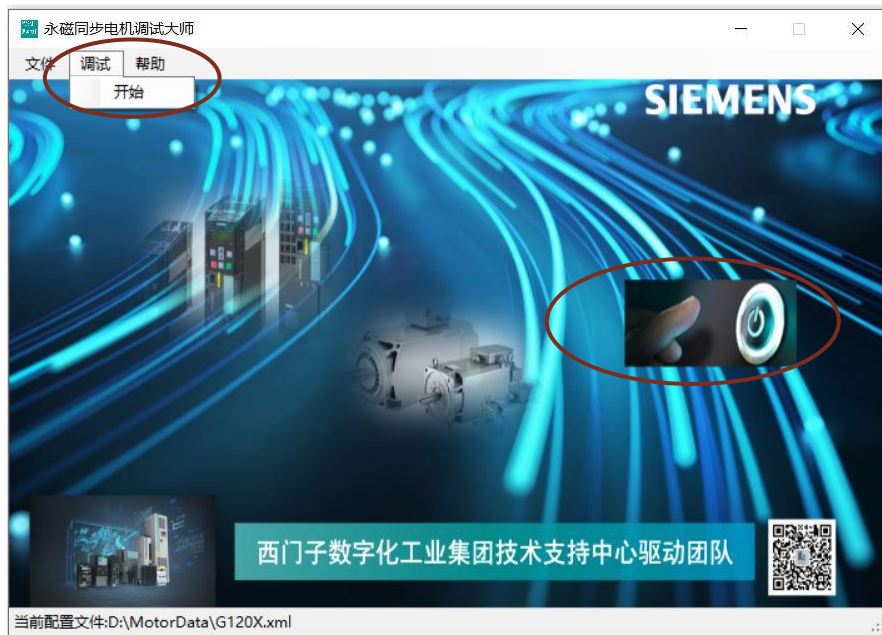 永磁同步电机调试大师
文件 调试 帮助
开始
SIEMENS
西门子数字化工业集团技术支持中心驱动团队
当前配置文件:D:\MotorData\G120X.xml